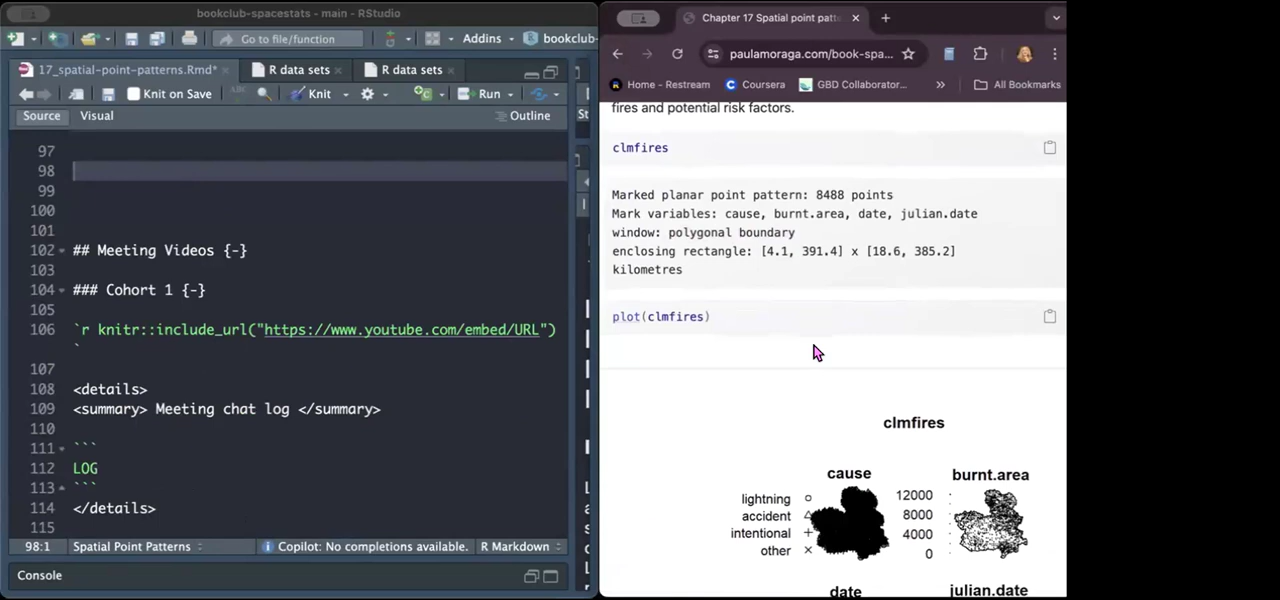 bookclub-spacestats - main - RStudio
Go to file/function
Addins
bookclub-
17_spatial-point-patterns.Rmd*
R data sets
R data sets
Knit on Save
ABC
Knit
Run
Source
Visual
Outline
97
98
99
100
101
102 ## Meeting Videos {-}
103
104 ### Cohort 1 {-}
105
106 `r knitr::include_url("https://www.youtube.com/embed/URL")
`
107
108 <details>
109 <summary> Meeting chat log </summary>
110
111 ```
112 LOG
113 ```
114 </details>
115
98:1
Spatial Point Patterns
Copilot: No completions available.
R Markdown
Console
St
Chapter 17 Spatial point patt
paulamoraga.com/book-spa...
Home - Restream
Coursera
GBD Collaborator...
»
All Bookmarks
fires and potential risk factors.
clmfires
Marked planar point pattern: 8488 points
Mark variables: cause, burnt.area, date, julian.date
window: polygonal boundary
enclosing rectangle: [4.1, 391.4] x [18.6, 385.2]
kilometres
plot(clmfires)
clmfires
cause
lightning
accident
intentional
other
burnt.area
12000
8000
4000
0
date
julian.date